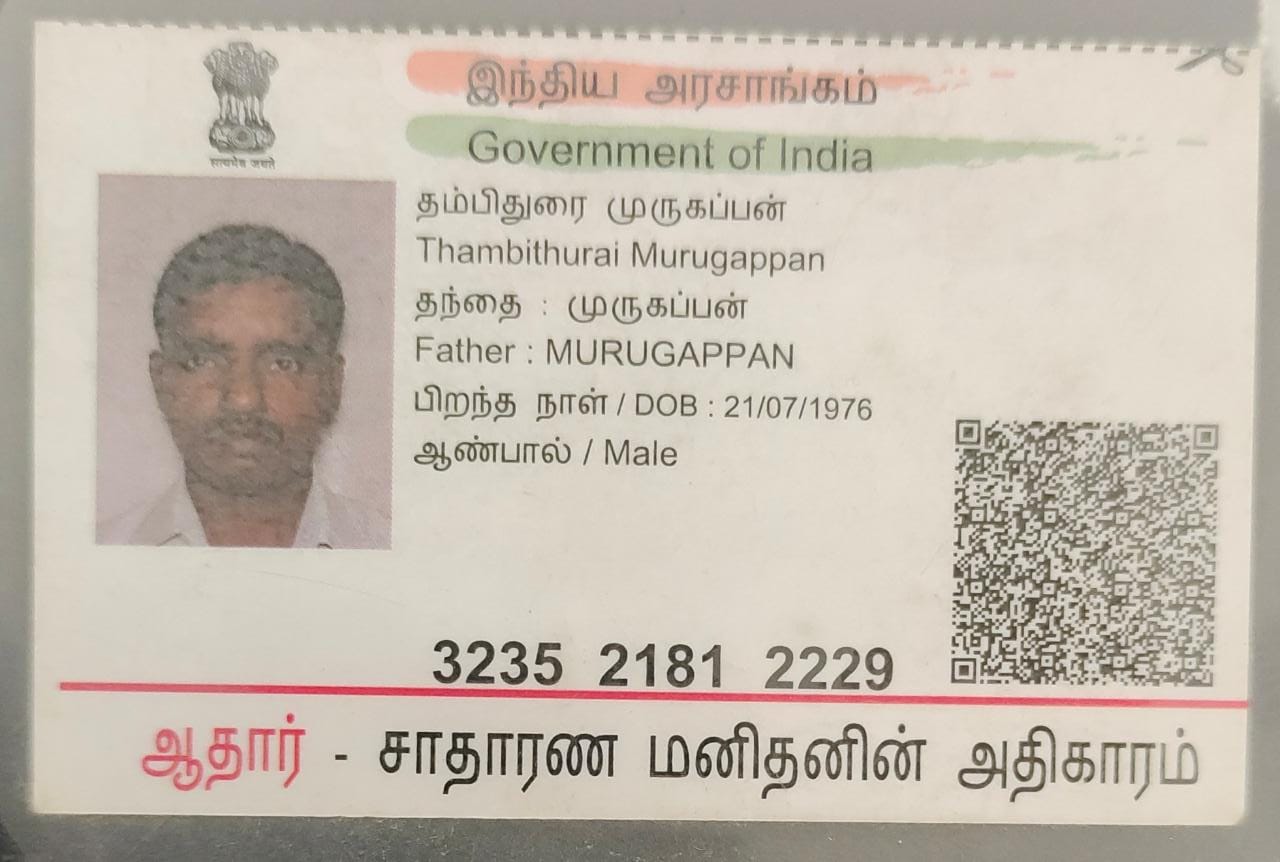 இந்திய அரசாங்கம்
Government of India
सत्यमेव जयते
தம்பிதுரை முருகப்பன்
Thambithurai Murugappan
தந்தை : முருகப்பன்
Father : MURUGAPPAN
பிறந்த நாள் / DOB : 21/07/1976
ஆண்பால் / Male
3235 2181 2229
ஆதார் - சாதாரண மனிதனின் அதிகாரம்